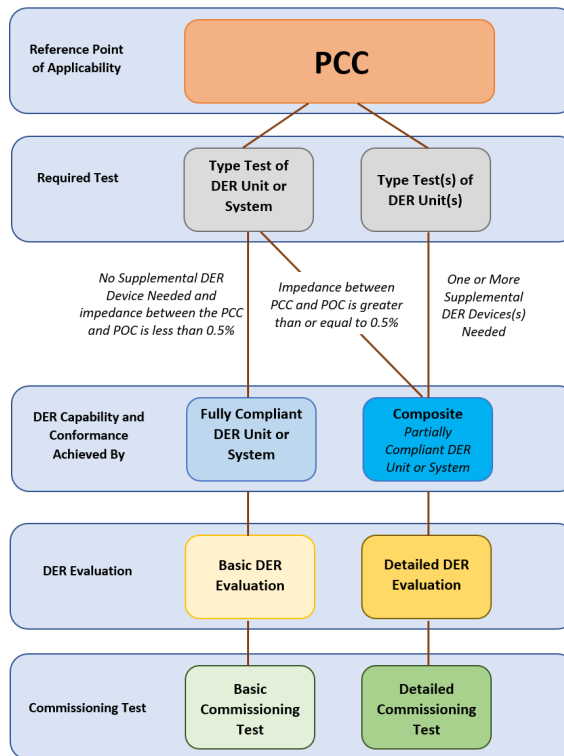 Reference Point
of Applicability
PCC
Required Test
Type Test of
DER Unit or
System
Type Test(s) of
DER Unit(s)
No Supplemental DER
Device Needed and
impedance between the PCC
and POC is less than 0.5%
Impedance between
PCC and POC is greater
than or equal to 0.5%
One or More
Supplemental
DER Devices(s)
Needed
DER Capability and
Conformance
Achieved By
Fully Compliant
DER Unit or
System
Composite
Partially
Compliant DER
Unit or System
DER Evaluation
Basic DER
Evaluation
Detailed DER
Evaluation
Commissioning Test
Basic
Commissioning
Test
Detailed
Commissioning
Test